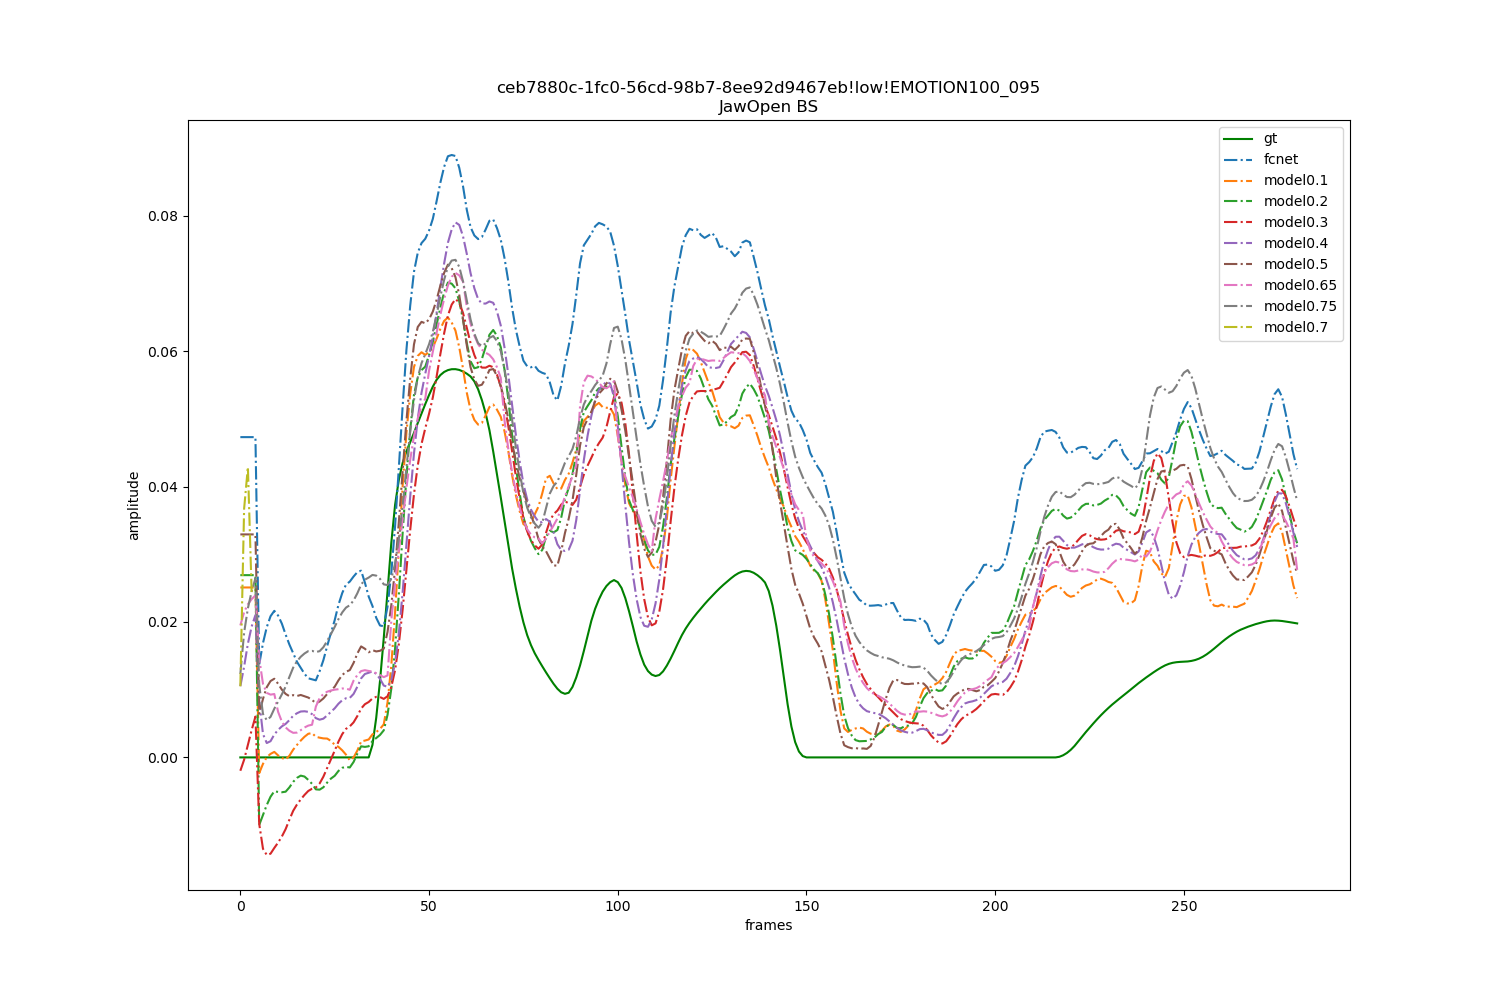 ceb7880c-1fc0-56cd-98b7-8ee92d9467eb!low!EMOTION100_095
JawOpen BS
gt
fcnet
model0.1
model0.2
model0.3
model0.4
model0.5
model0.65
model0.75
model0.7
0.08
0.06
0.04
0.02
0.00
amplitude
0
50
100
150
200
250
frames